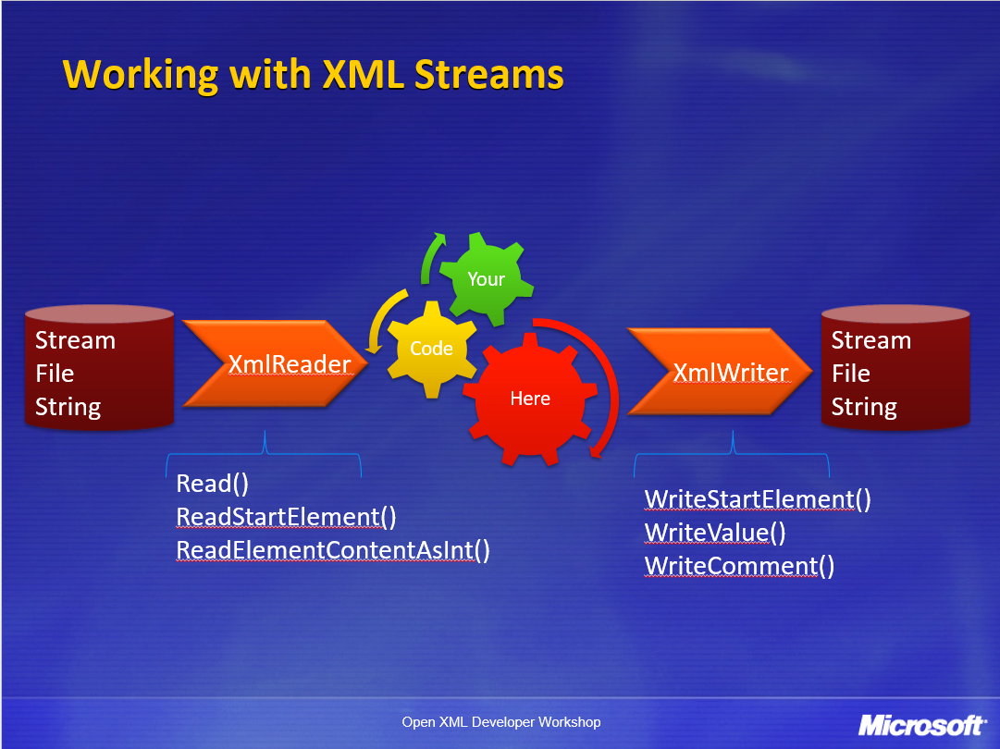 Working with XML Streams
Your
Code
Here
Stream
File
String
XmlReader
XmlWriter
Stream
File
String
Read()
ReadStartElement()
ReadElementContentAsInt()
WriteStartElement()
WriteValue()
WriteComment()
Open XML Developer Workshop
Microsoft